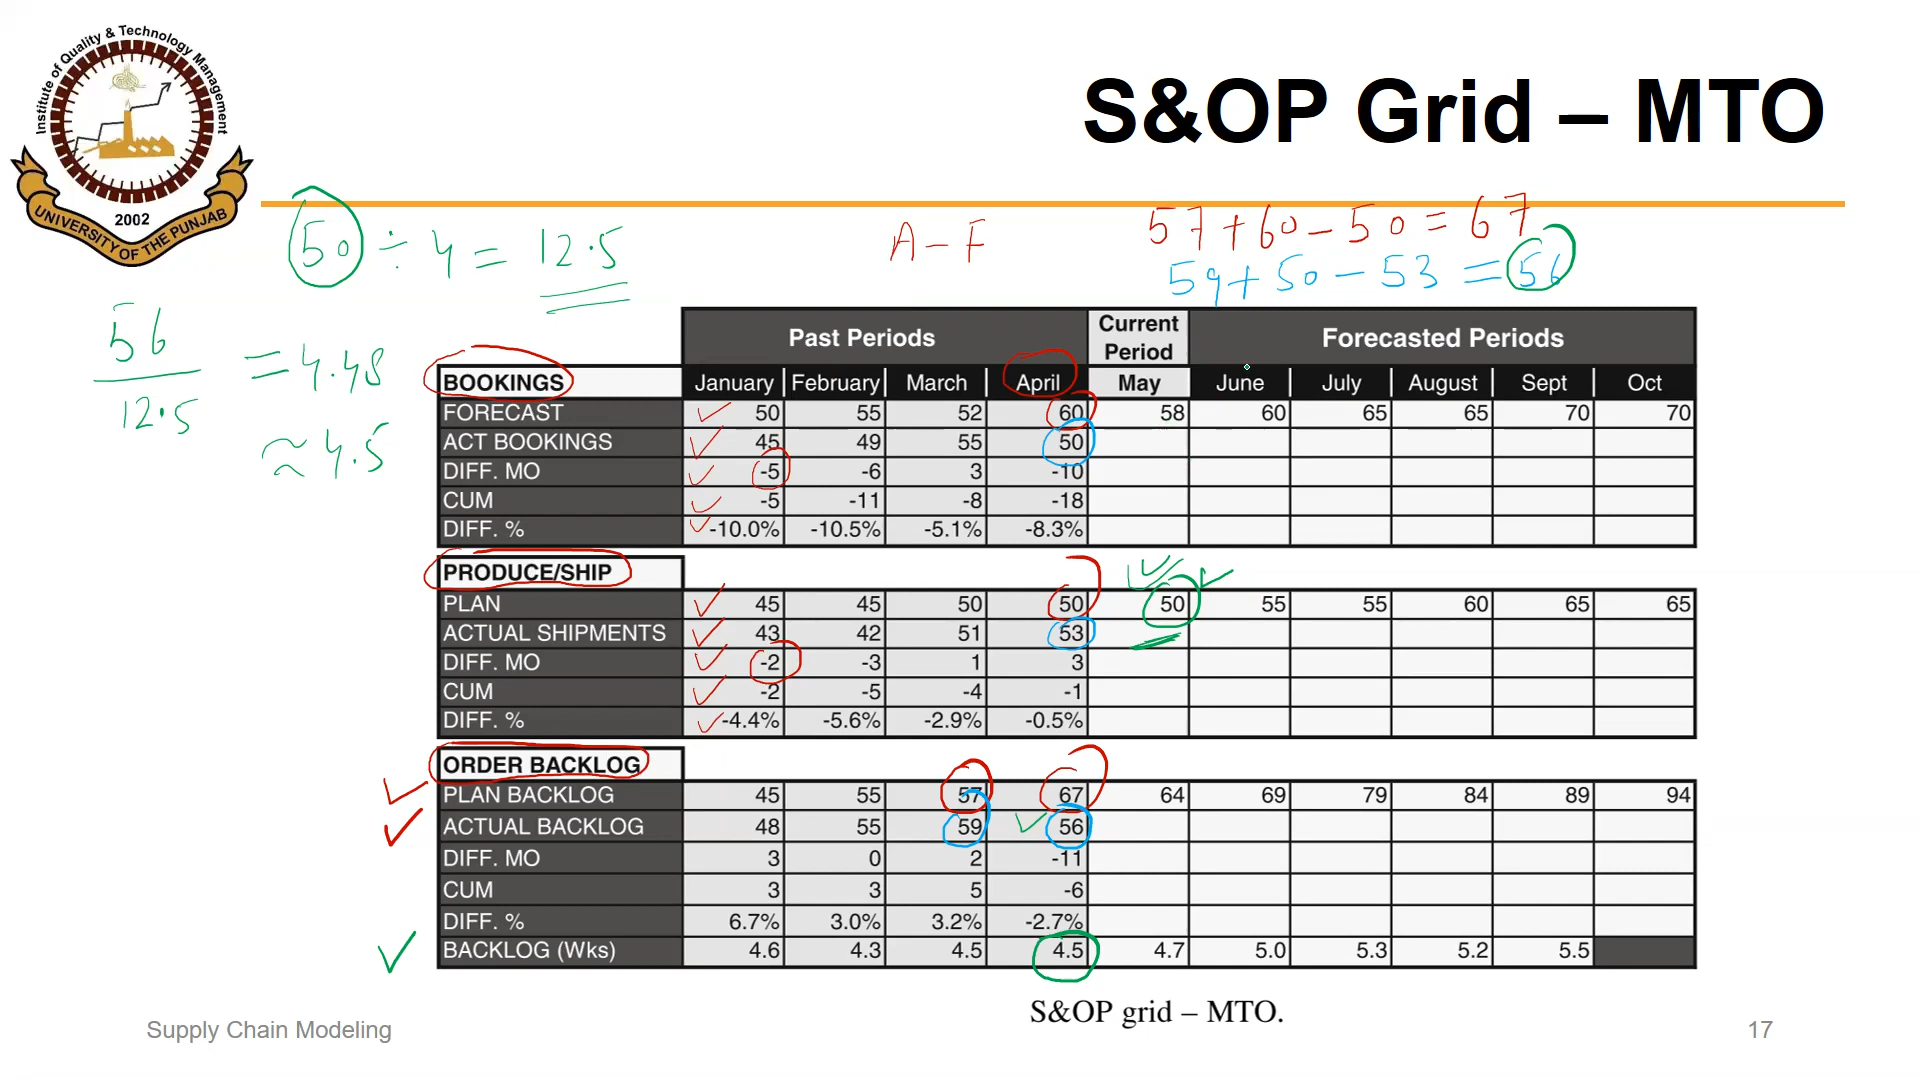 Institute of Quality & Technology Management
2002
UNIVERSITY OF THE PUNJAB
S&OP Grid – MTO
50 ÷ 4 = 12.5
A – F
57 + 60 – 50 = 67
59 + 50 – 53 = 56
56
12.5
= 4.48
≈ 4.5
Past Periods Current Period Forecasted Periods
BOOKINGS January February March April May June July August Sept Oct
FORECAST 50 55 52 60 58 60 65 65 70 70
ACT BOOKINGS 45 49 55 50
DIFF. MO -5 -6 3 -10
CUM -5 -11 -8 -18
DIFF. % -10.0% -10.5% -5.1% -8.3%
PRODUCE/SHIP
PLAN 45 45 50 50 50 55 55 60 65 65
ACTUAL SHIPMENTS 43 42 51 53
DIFF. MO -2 -3 1 3
CUM -2 -5 -4 -1
DIFF. % -4.4% -5.6% -2.9% -0.5%
ORDER BACKLOG
PLAN BACKLOG 45 55 57 67 64 69 79 84 89 94
ACTUAL BACKLOG 48 55 59 56
DIFF. MO 3 0 2 -11
CUM 3 3 5 -6
DIFF. % 6.7% 3.0% 3.2% -2.7%
BACKLOG (Wks) 4.6 4.3 4.5 4.5 4.7 5.0 5.3 5.2 5.5
S&OP grid – MTO.
Supply Chain Modeling
17